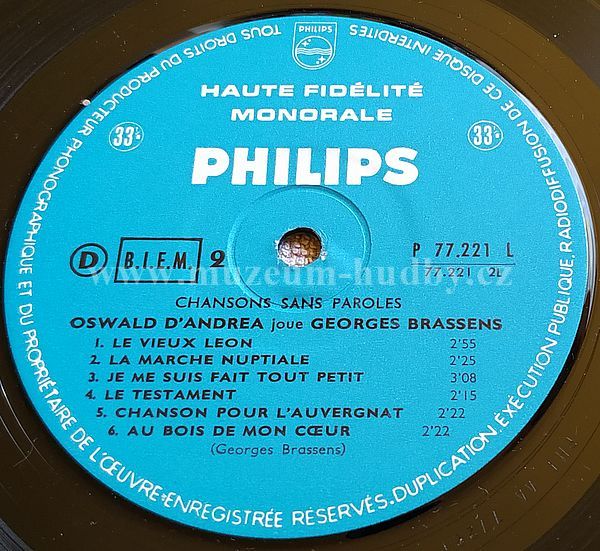 TOUS DROITS DU PRODUCTEUR PHONOGRAPHIQUE ET DU PROPRIÉTAIRE DE L'ŒUVRE ENREGISTRÉE RÉSERVÉS. DUPLICATION, EXÉCUTION PUBLIQUE, RADIODIFFUSION DE CE DISQUE INTERDITES
PHILIPS
HAUTE FIDÉLITÉ
MONORALE
33⅓ 33⅓
PHILIPS
D B.I.E.M. 2 P 77.221 L
77.221 2L
www.muzeum-hudby.cz
CHANSONS SANS PAROLES
OSWALD D'ANDREA joue GEORGES BRASSENS
1. LE VIEUX LEON 2'55
2. LA MARCHE NUPTIALE 2'25
3. JE ME SUIS FAIT TOUT PETIT 3'08
4. LE TESTAMENT 2'15
5. CHANSON POUR L'AUVERGNAT 2'22
6. AU BOIS DE MON CŒUR 2'22
(Georges Brassens)